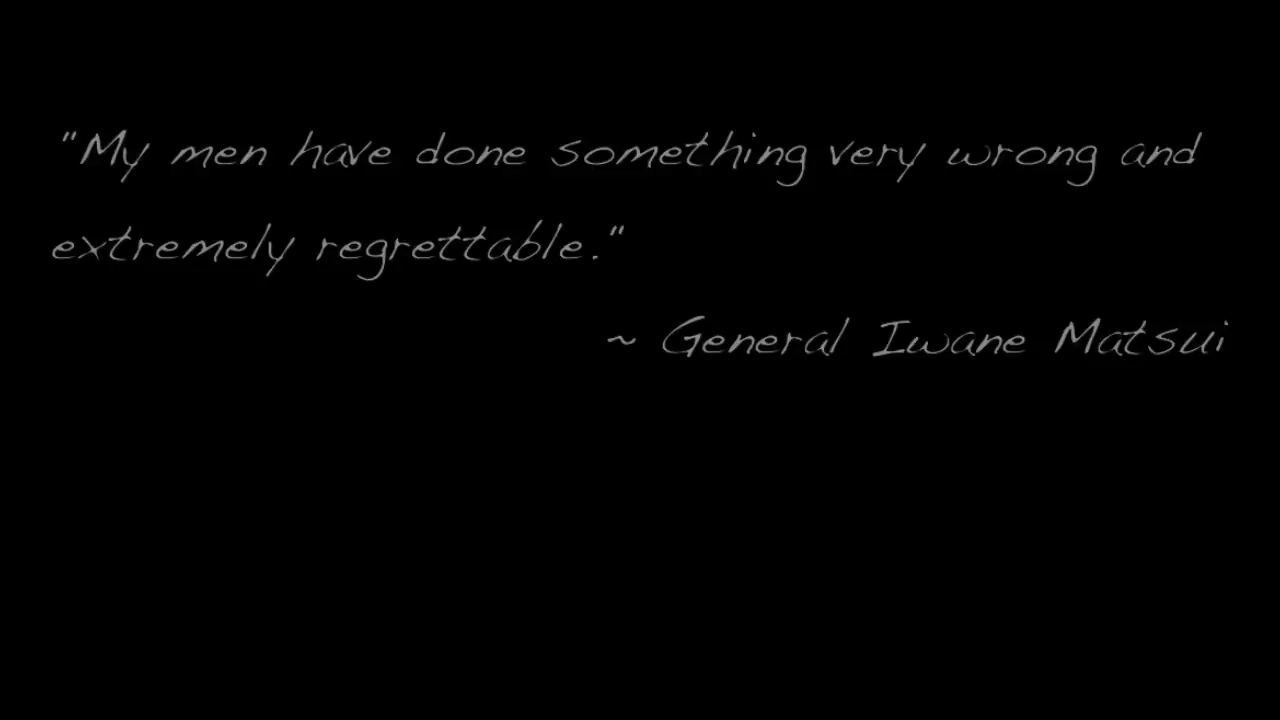 "My men have done something very wrong and
extremely regrettable."
~ General Iwane Matsui